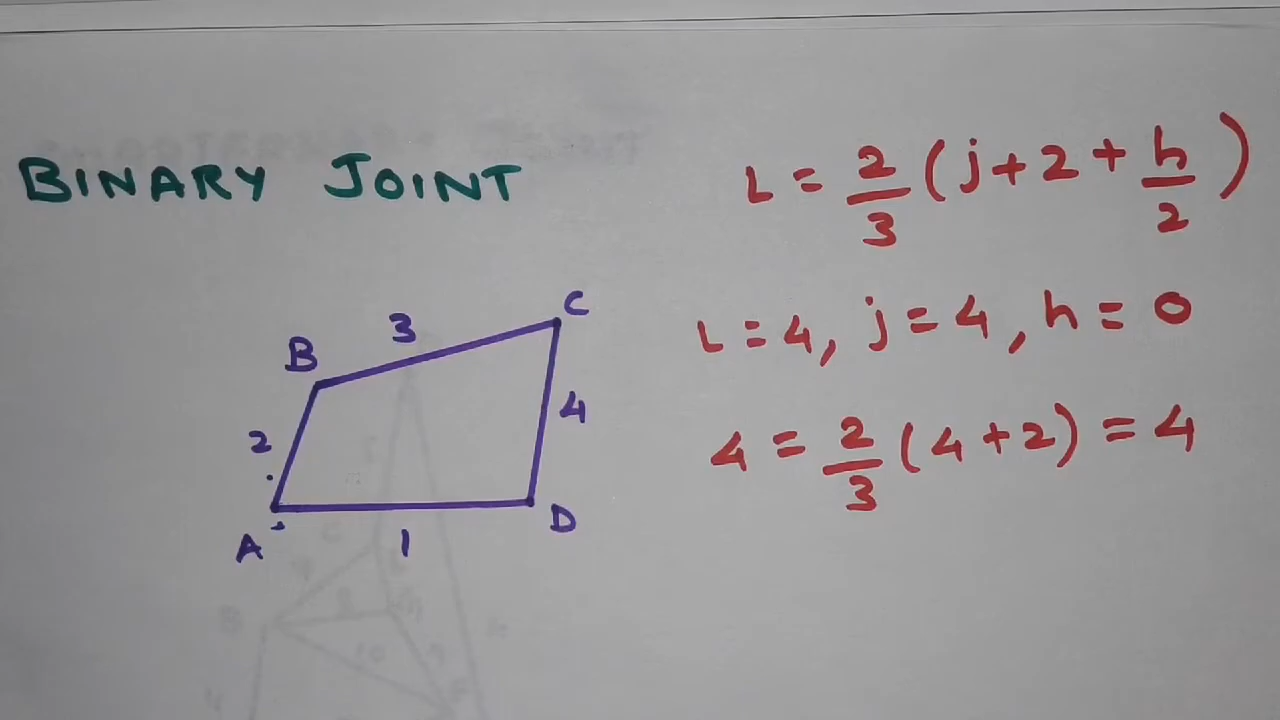 BINARY JOINT
L = 2/3 (j + 2 + h/2)
L = 4, j = 4, h = 0
4 = 2/3 (4 + 2) = 4
C
3
B
4
2
A
D
1